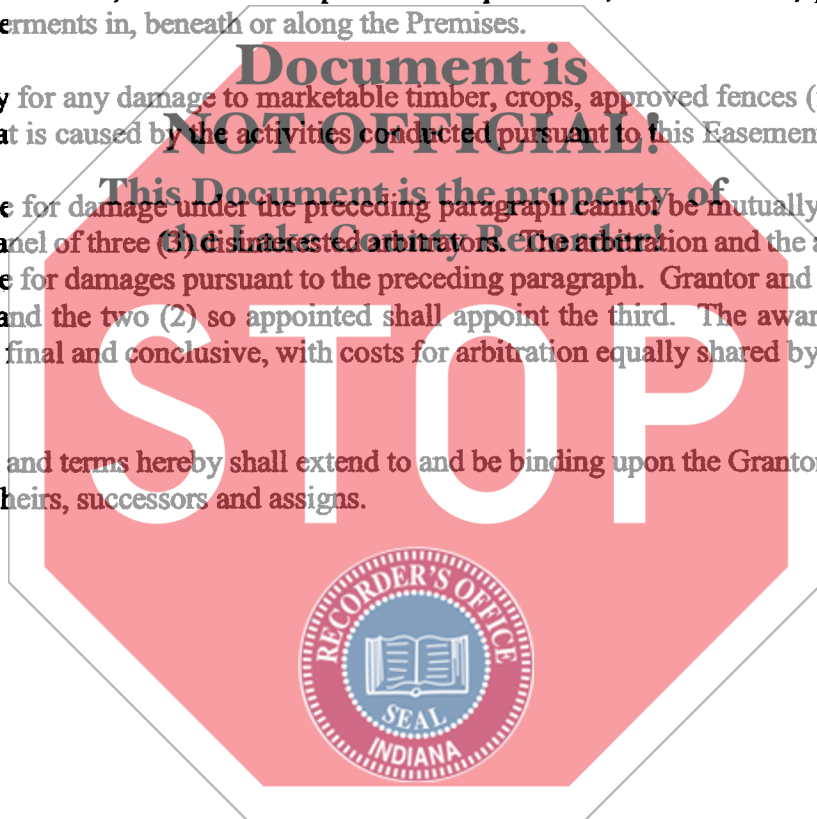 erments in, beneath or along the Premises.
Document is
y for any damage to marketable timber, crops, approved fences (
at is caused by the activities conducted pursuant to this Easemen
NOT OFFICIAL!
This Document is the property of
e for damage under the preceding paragraph cannot be mutually
the Lake County Recorder!
anel of three (3) disinterested arbitrators. The arbitration and the a
e for damages pursuant to the preceding paragraph. Grantor and
and the two (2) so appointed shall appoint the third. The awar
final and conclusive, with costs for arbitration equally shared by
STOP
and terms hereby shall extend to and be binding upon the Granto
heirs, successors and assigns.
RECORDER'S OFFICE
SEAL
INDIANA